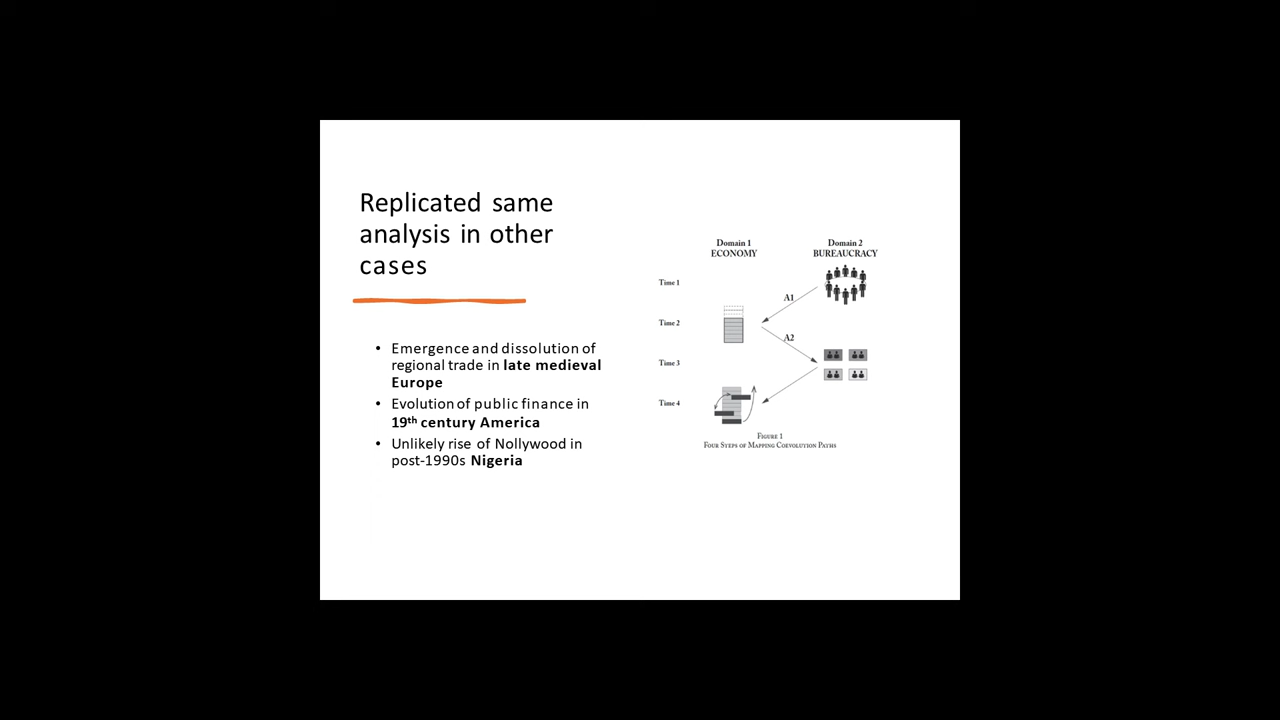 Replicated same
analysis in other
cases
• Emergence and dissolution of
regional trade in late medieval
Europe
• Evolution of public finance in
19th century America
• Unlikely rise of Nollywood in
post-1990s Nigeria
Domain 1
ECONOMY
Domain 2
BUREAUCRACY
Time 1
A1
Time 2
A2
Time 3
Time 4
FIGURE 1
FOUR STEPS OF MAPPING COEVOLUTION PATHS